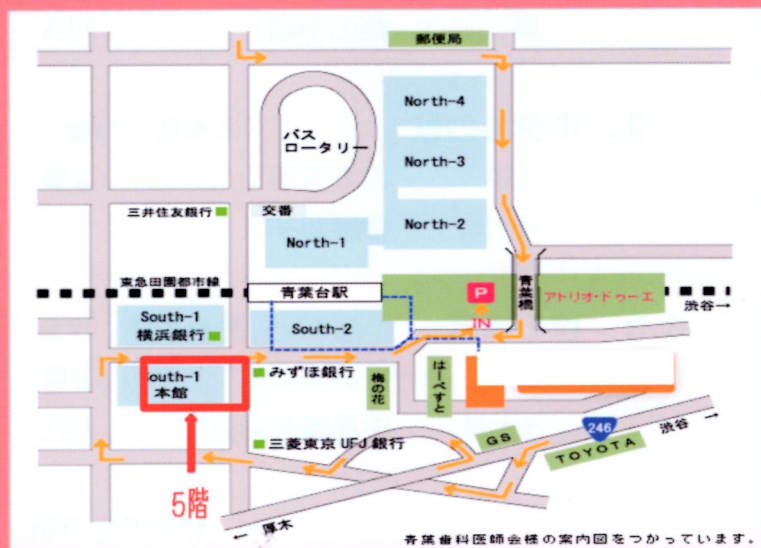 郵便局
North-4
バス
ロータリー
North-3
三井住友銀行
交番
North-2
North-1
東急田園都市線
青葉台駅
P
青葉橋
アトリオ・ドゥーエ
渋谷→
South-1
横浜銀行
South-2
IN
South-1
本館
みずほ銀行
梅の花
はーべすと
246
渋谷 →
三菱東京UFJ銀行
GS
TOYOTA
5階
← 厚木
青葉歯科医師会様の案内図をつかっています。